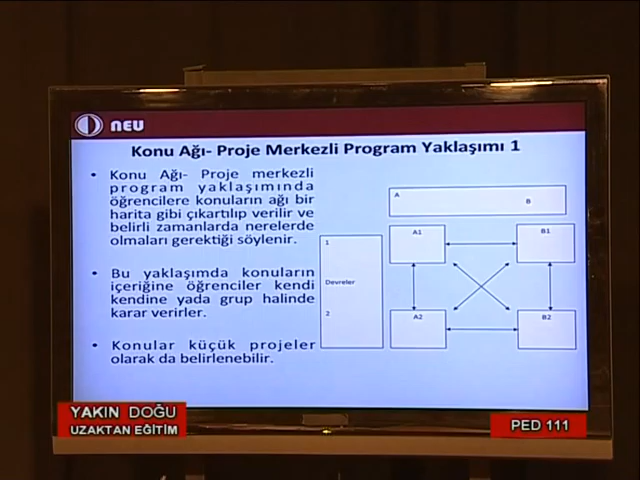 NEU
Konu Ağı- Proje Merkezli Program Yaklaşımı 1
• Konu Ağı- Proje merkezli
program yaklaşımında
öğrencilere konuların ağı bir
harita gibi çıkartılıp verilir ve
belirli zamanlarda nerelerde
olmaları gerektiği söylenir.
• Bu yaklaşımda konuların
içeriğine öğrenciler kendi
kendine yada grup halinde
karar verirler.
• Konular küçük projeler
olarak da belirlenebilir.
A
B
1
Devreler
2
A1
B1
A2
B2
YAKIN DOĞU
UZAKTAN EĞİTİM
PED 111